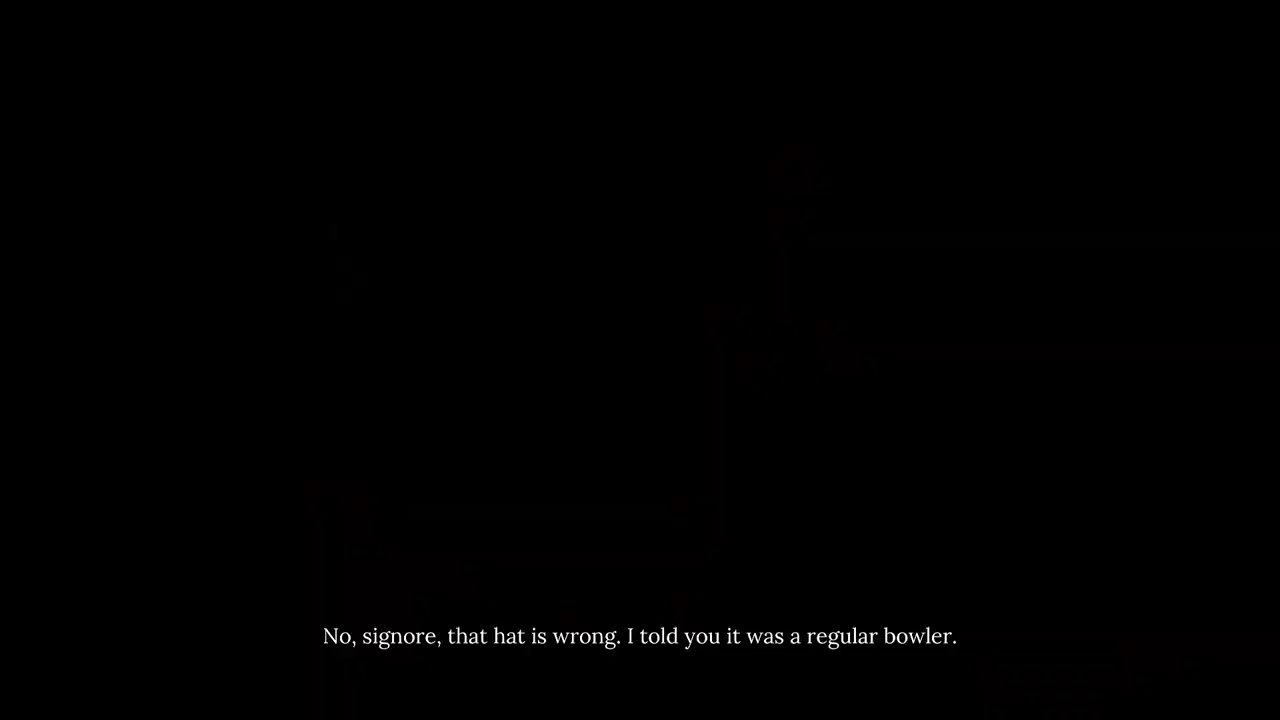 No, signore, that hat is wrong. I told you it was a regular bowler.